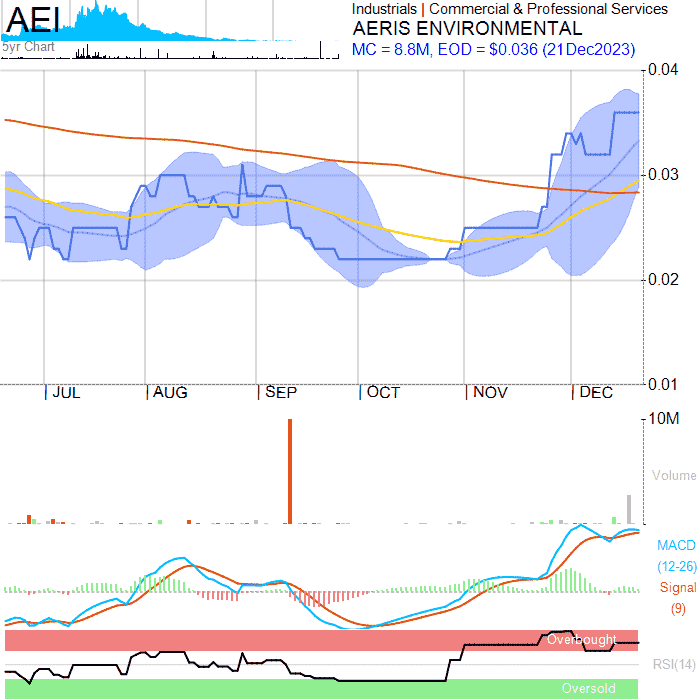 AEI
5yr Chart
Industrials | Commercial & Professional Services
AERIS ENVIRONMENTAL
MC = 8.8M, EOD = $0.036 (21Dec2023)
0.04
0.03
0.02
0.01
JUL AUG SEP OCT NOV DEC
10M
Volume
MACD
(12-26)
Signal
(9)
Overbought
RSI(14)
Oversold